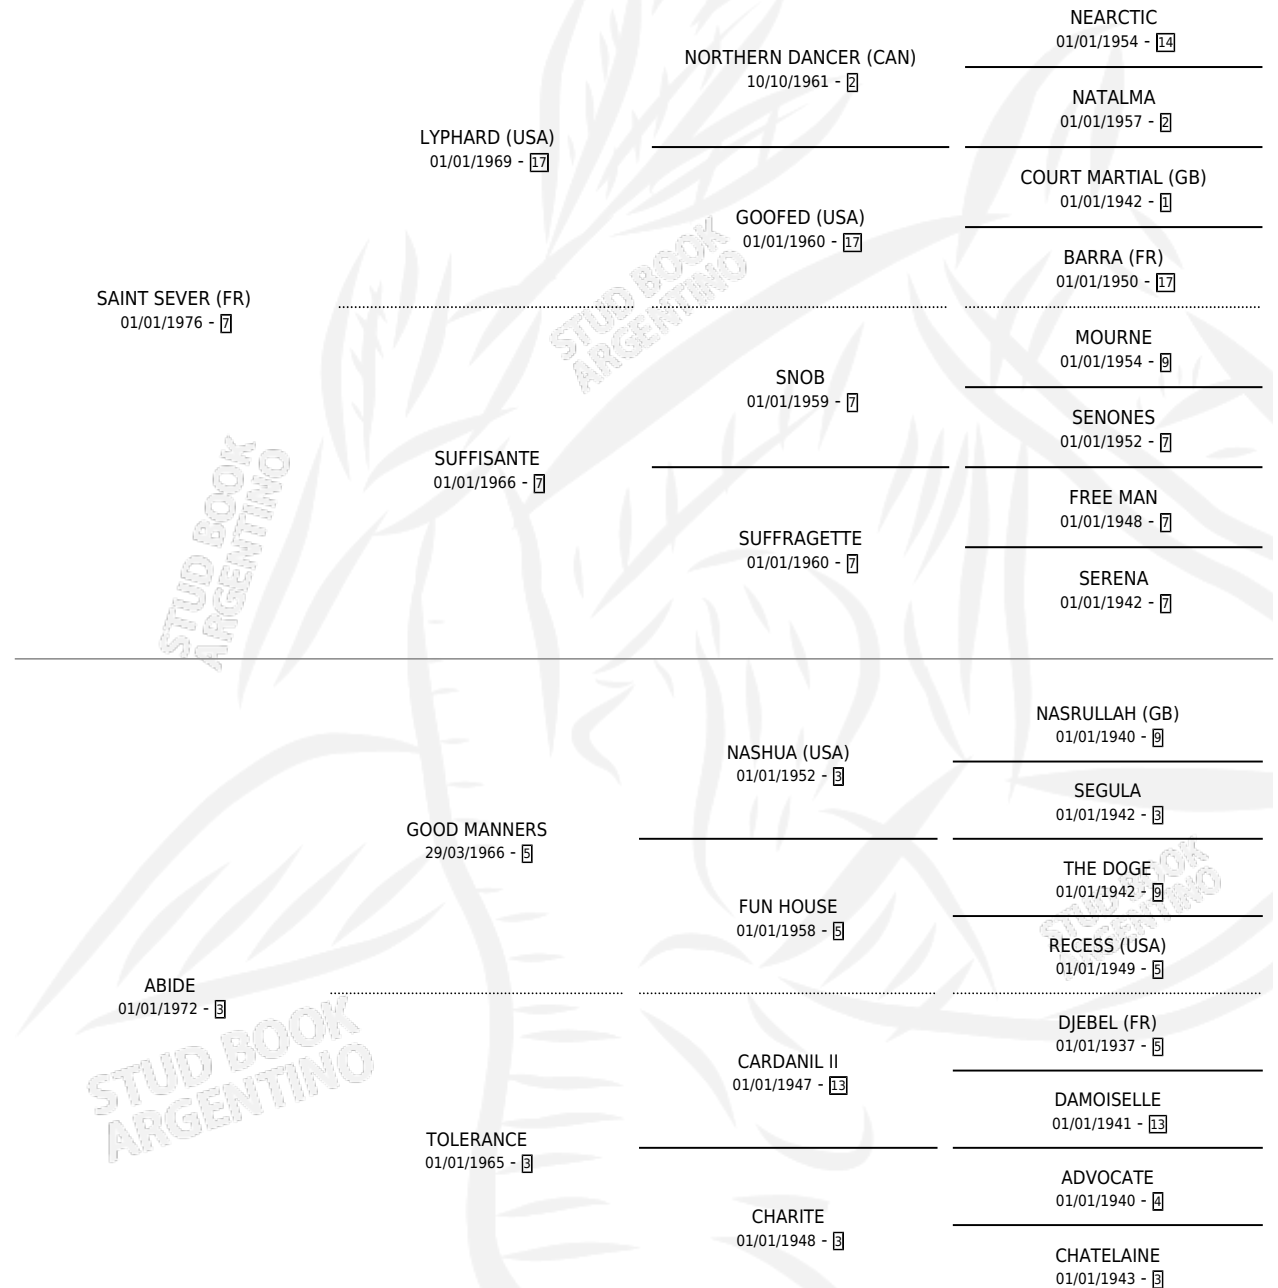 NEARCTIC
01/01/1954 - 14
NORTHERN DANCER (CAN)
10/10/1961 - 2
NATALMA
01/01/1957 - 2
LYPHARD (USA)
01/01/1969 - 17
COURT MARTIAL (GB)
01/01/1942 - 1
GOOFED (USA)
01/01/1960 - 17
BARRA (FR)
01/01/1950 - 17
SAINT SEVER (FR)
01/01/1976 - 7
STUD BOOK
ARGENTINO
MOURNE
01/01/1954 - 9
SNOB
01/01/1959 - 7
SENONES
01/01/1952 - 7
SUFFISANTE
01/01/1966 - 7
FREE MAN
01/01/1948 - 7
SUFFRAGETTE
01/01/1960 - 7
SERENA
01/01/1942 - 7
STUD BOOK
ARGENTINO
NASRULLAH (GB)
01/01/1940 - 9
NASHUA (USA)
01/01/1952 - 3
SEGULA
01/01/1942 - 3
GOOD MANNERS
29/03/1966 - 5
THE DOGE
01/01/1942 - 9
FUN HOUSE
01/01/1958 - 5
RECESS (USA)
01/01/1949 - 5
STUD BOOK
ARGENTINO
ABIDE
01/01/1972 - 3
DJEBEL (FR)
01/01/1937 - 5
CARDANIL II
01/01/1947 - 13
DAMOISELLE
01/01/1941 - 13
STUD BOOK
ARGENTINO
TOLERANCE
01/01/1965 - 3
ADVOCATE
01/01/1940 - 4
CHARITE
01/01/1948 - 3
CHATELAINE
01/01/1943 - 3